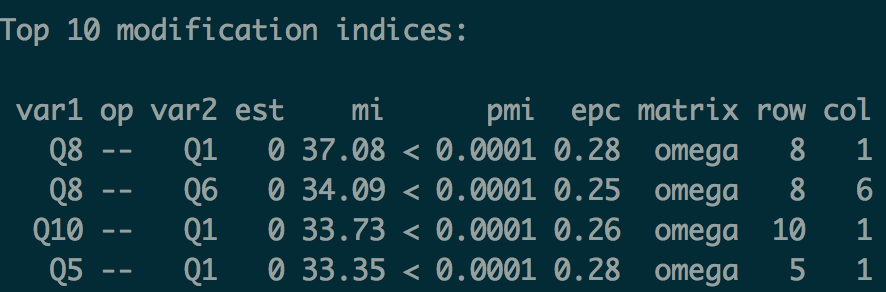 Top 10 modification indices:
var1 op var2 est mi pmi epc matrix row col
Q8 -- Q1 0 37.08 < 0.0001 0.28 omega 8 1
Q8 -- Q6 0 34.09 < 0.0001 0.25 omega 8 6
Q10 -- Q1 0 33.73 < 0.0001 0.26 omega 10 1
Q5 -- Q1 0 33.35 < 0.0001 0.28 omega 5 1